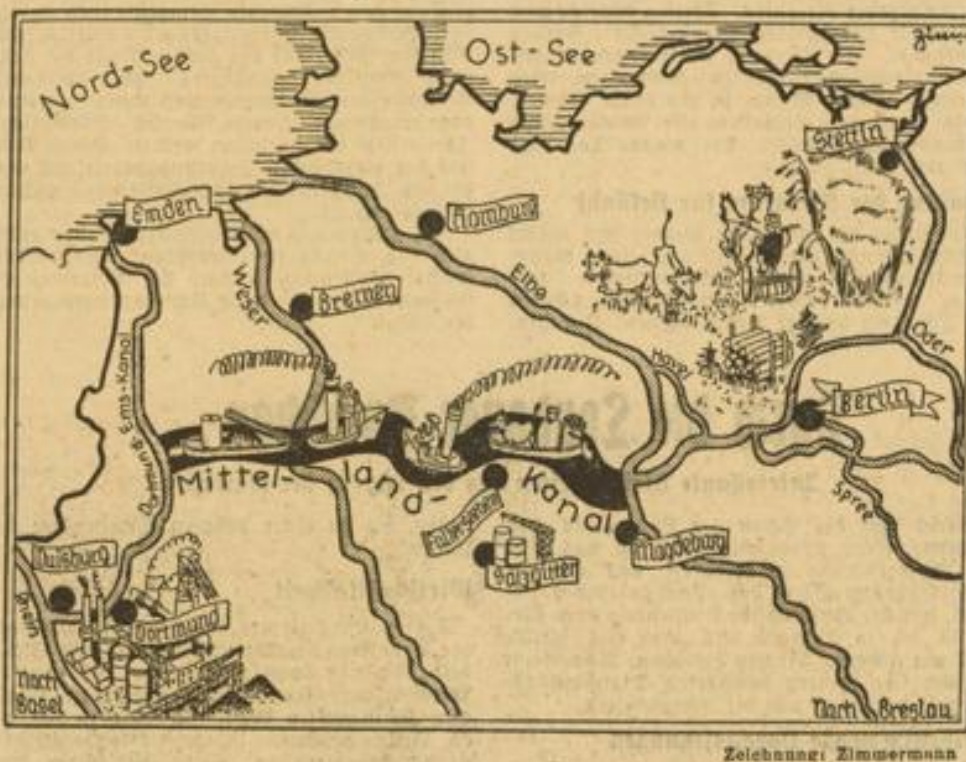 Zim
Nord-See
Ost-See
Stettin
Emden
Hamburg
Weser
Bremen
Elbe
Oder
Havel
Dortmund-Ems-Kanal
Berlin
Mittel-land-Kanal
Spree
Fallersleben
Magdeburg
Salzgitter
Duisburg
Rhein
Dortmund
Nach
Basel
Nach Breslau
Zeichnung: Zimmermann